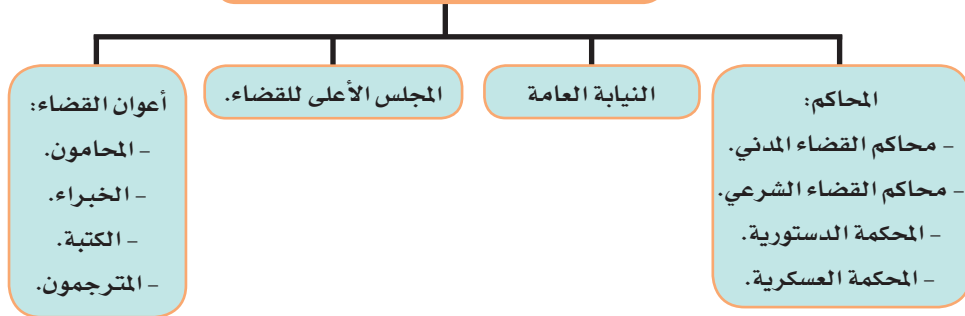 المحاكم:
– محاكم القضاء المدني.
– محاكم القضاء الشرعي.
– المحكمة الدستورية.
– المحكمة العسكرية.
النيابة العامة
المجلس الأعلى للقضاء.
أعوان القضاء:
– المحامون.
– الخبراء.
– الكتبة.
– المترجمون.